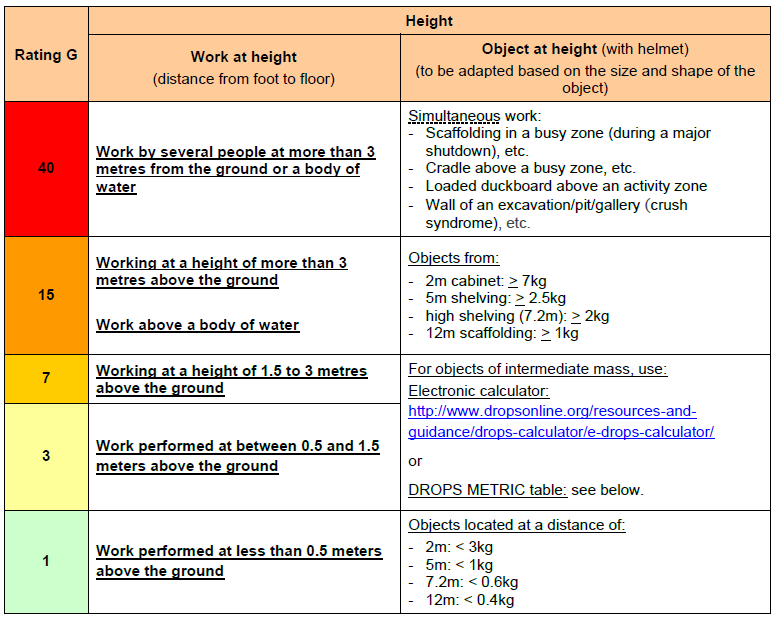 Rating G
Height
Work at height
(distance from foot to floor)
Object at height (with helmet)
(to be adapted based on the size and shape of the
object)
40
Work by several people at more than 3
metres from the ground or a body of
water
Simultaneous work:
- Scaffolding in a busy zone (during a major
shutdown), etc.
- Cradle above a busy zone, etc.
- Loaded duckboard above an activity zone
- Wall of an excavation/pit/gallery (crush
syndrome), etc.
15
Working at a height of more than 3
metres above the ground
Work above a body of water
Objects from:
- 2m cabinet: ≥ 7kg
- 5m shelving: ≥ 2.5kg
- high shelving (7.2m): ≥ 2kg
- 12m scaffolding: ≥ 1kg
7
Working at a height of 1.5 to 3 metres
above the ground
For objects of intermediate mass, use:
Electronic calculator:
http://www.dropsonline.org/resources-and-
guidance/drops-calculator/e-drops-calculator/
or
DROPS METRIC table: see below.
3
Work performed at between 0.5 and 1.5
meters above the ground
1
Work performed at less than 0.5 meters
above the ground
Objects located at a distance of:
- 2m: < 3kg
- 5m: < 1kg
- 7.2m: < 0.6kg
- 12m: < 0.4kg